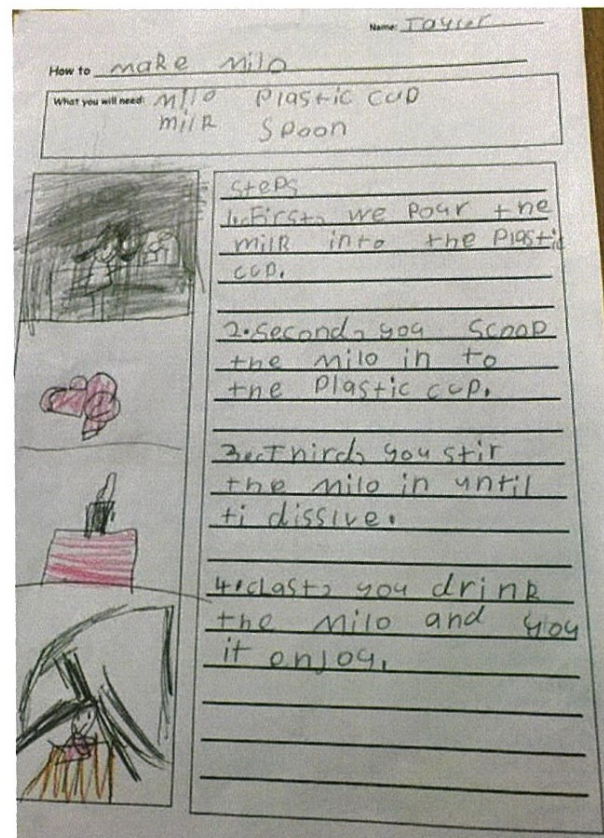 Name: Taylor
How to make milo
What you will need: milo Plastic cup
milk Spoon
Steps
1. First, we Pour the
milk into the Plastic
cup.
2. Second, you Scoop
the milo in to
the Plastic cup.
3. Third, you stir
the milo in until
ti dissive.
4. Last, you drink
the milo and you
it enjoy.